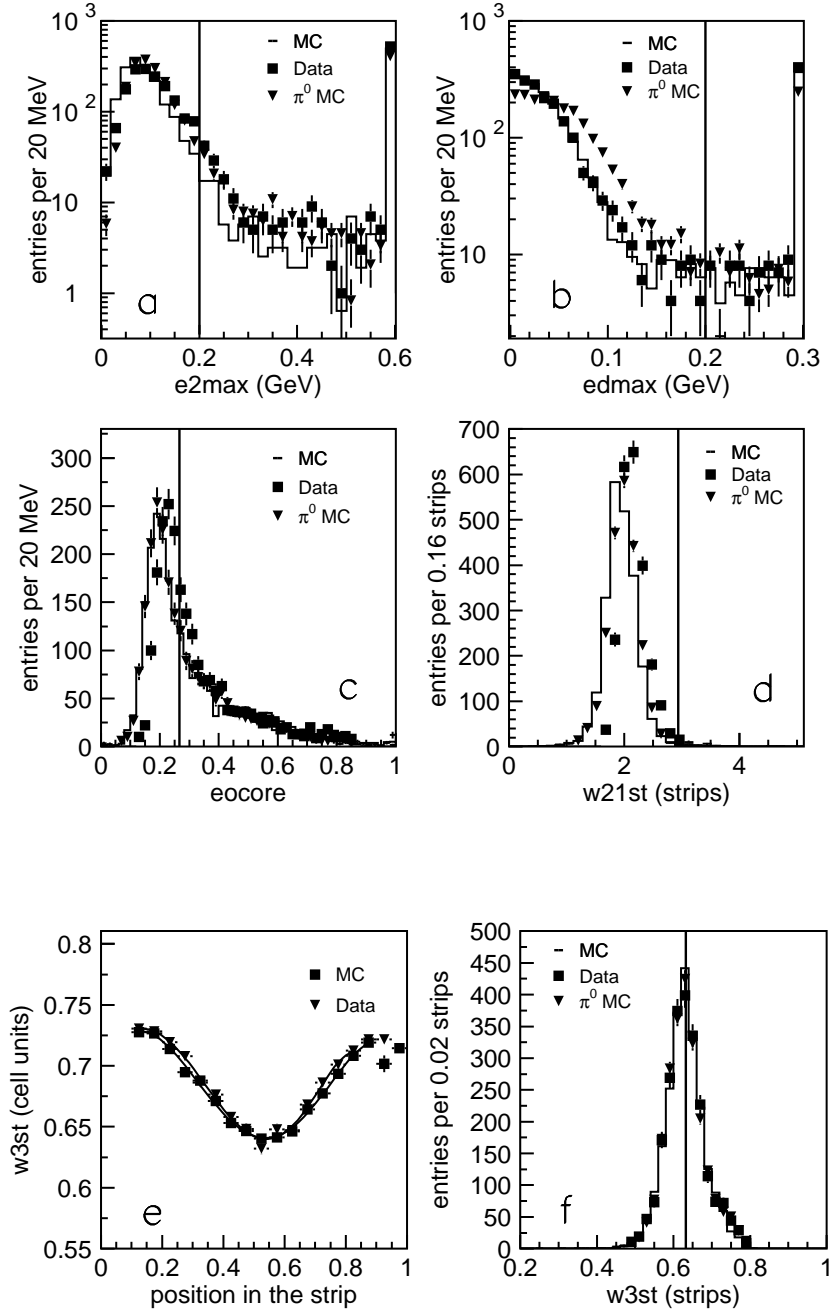 entries per 20 MeV
10³
10²
10
1
MC
Data
π⁰ MC
a
0 0.2 0.4 0.6
e2max (GeV)
entries per 20 MeV
10³
10²
10
MC
Data
π⁰ MC
b
0 0.1 0.2 0.3
edmax (GeV)
entries per 20 MeV
300
250
200
150
100
50
0
MC
Data
π⁰ MC
c
0 0.2 0.4 0.6 0.8 1
eocore
entries per 0.16 strips
700
600
500
400
300
200
100
0
MC
Data
π⁰ MC
d
0 2 4
w21st (strips)
w3st (cell units)
0.8
0.75
0.7
0.65
0.6
0.55
MC
Data
e
0 0.2 0.4 0.6 0.8 1
position in the strip
entries per 0.02 strips
500
450
400
350
300
250
200
150
100
50
0
MC
Data
π⁰ MC
f
0.2 0.4 0.6 0.8 1
w3st (strips)